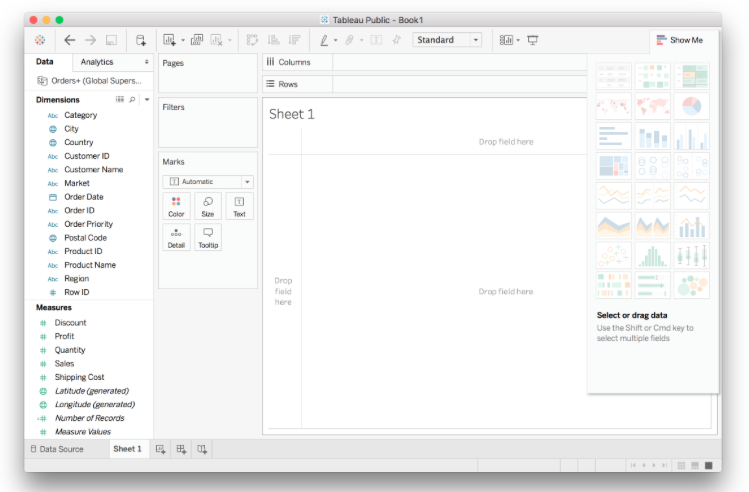 Tableau Public - Book1
Standard
Show Me
Data Analytics
Pages
Columns
Orders+ (Global Supers...
Rows
Dimensions
Filters
Sheet 1
Abc Category
City
Drop field here
Country
Abc Customer ID
Abc Customer Name
Marks
Abc Market
Automatic
Order Date
Abc Order ID
Color Size Text
Abc Order Priority
Postal Code
Detail Tooltip
Abc Product ID
Abc Product Name
Abc Region
# Row ID
Drop
field
here
Drop field here
Measures
# Discount
# Profit
# Quantity
# Sales
# Shipping Cost
Latitude (generated)
Longitude (generated)
=# Number of Records
# Measure Values
Select or drag data
Use the Shift or Cmd key to
select multiple fields
Data Source Sheet 1